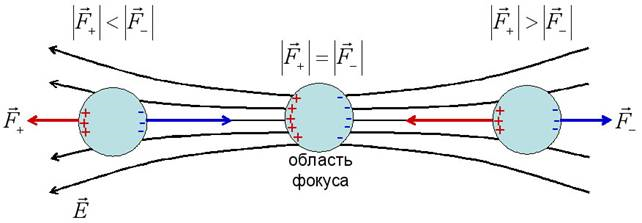 |F⃗₊| < |F⃗₋|
|F⃗₊| = |F⃗₋|
|F⃗₊| > |F⃗₋|
F⃗₊
+ + +
- - -
+ + + +
- - - -
+ + +
- - -
F⃗₋
область
фокуса
E⃗